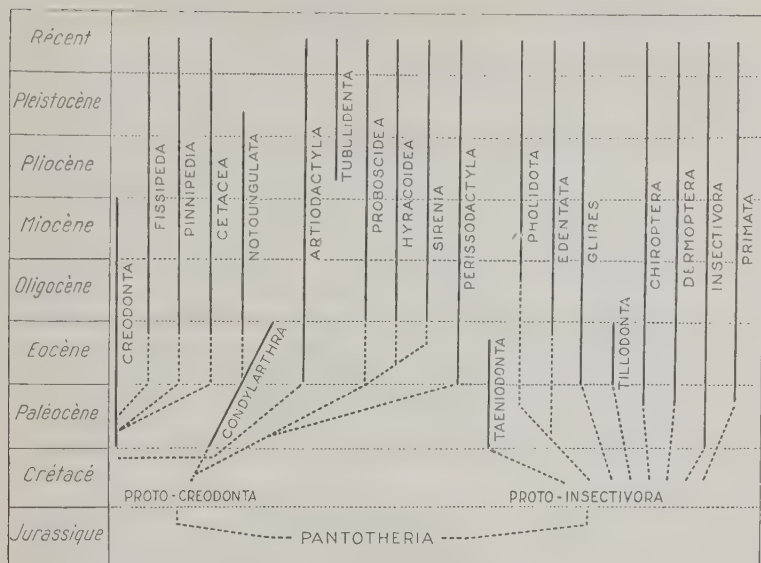 Récent
Pleistocène
Pliocène
Miocène
Oligocène
Eocène
Paléocène
Crétacé
Jurassique
CREODONTA
FISSIPEDA
PINNIPEDIA
CETACEA
NOTOUNGULATA
CONDYLARTHRA
ARTIODACTYLA
TUBULIDENTA
PROBOSCIDEA
HYRACOIDEA
SIRENIA
PERISSODACTYLA
TAENIODONTA
PHOLIDOTA
EDENTATA
GLIRES
TILLODONTA
CHIROPTERA
DERMOPTERA
INSECTIVORA
PRIMATA
PROTO-CREODONTA
PROTO-INSECTIVORA
PANTOTHERIA